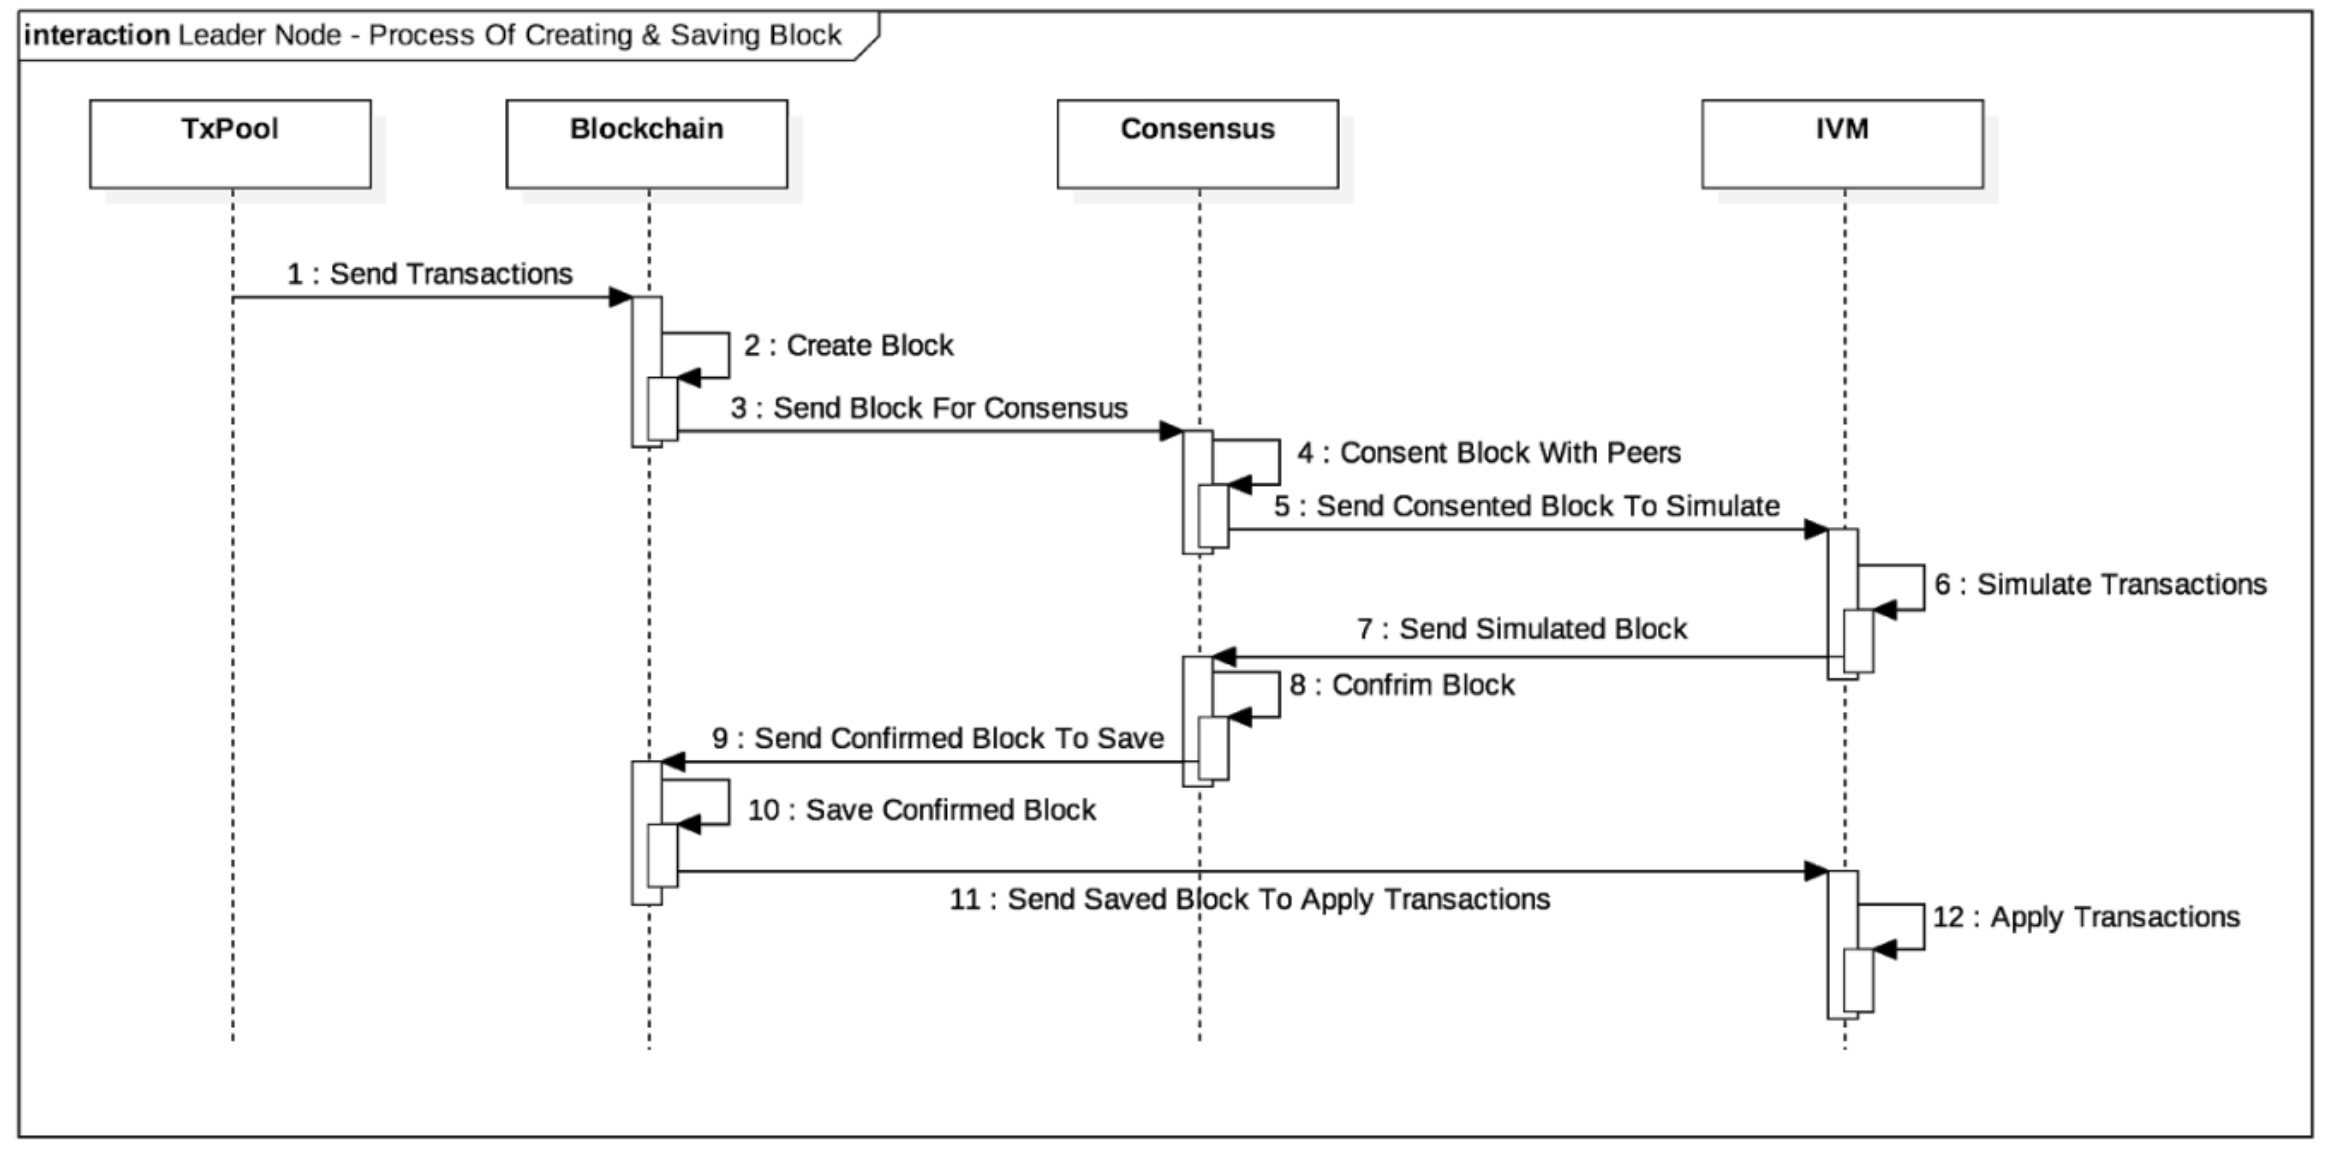 interaction Leader Node - Process Of Creating & Saving Block
TxPool
Blockchain
Consensus
IVM
1 : Send Transactions
2 : Create Block
3 : Send Block For Consensus
4 : Consent Block With Peers
5 : Send Consented Block To Simulate
6 : Simulate Transactions
7 : Send Simulated Block
8 : Confrim Block
9 : Send Confirmed Block To Save
10 : Save Confirmed Block
11 : Send Saved Block To Apply Transactions
12 : Apply Transactions